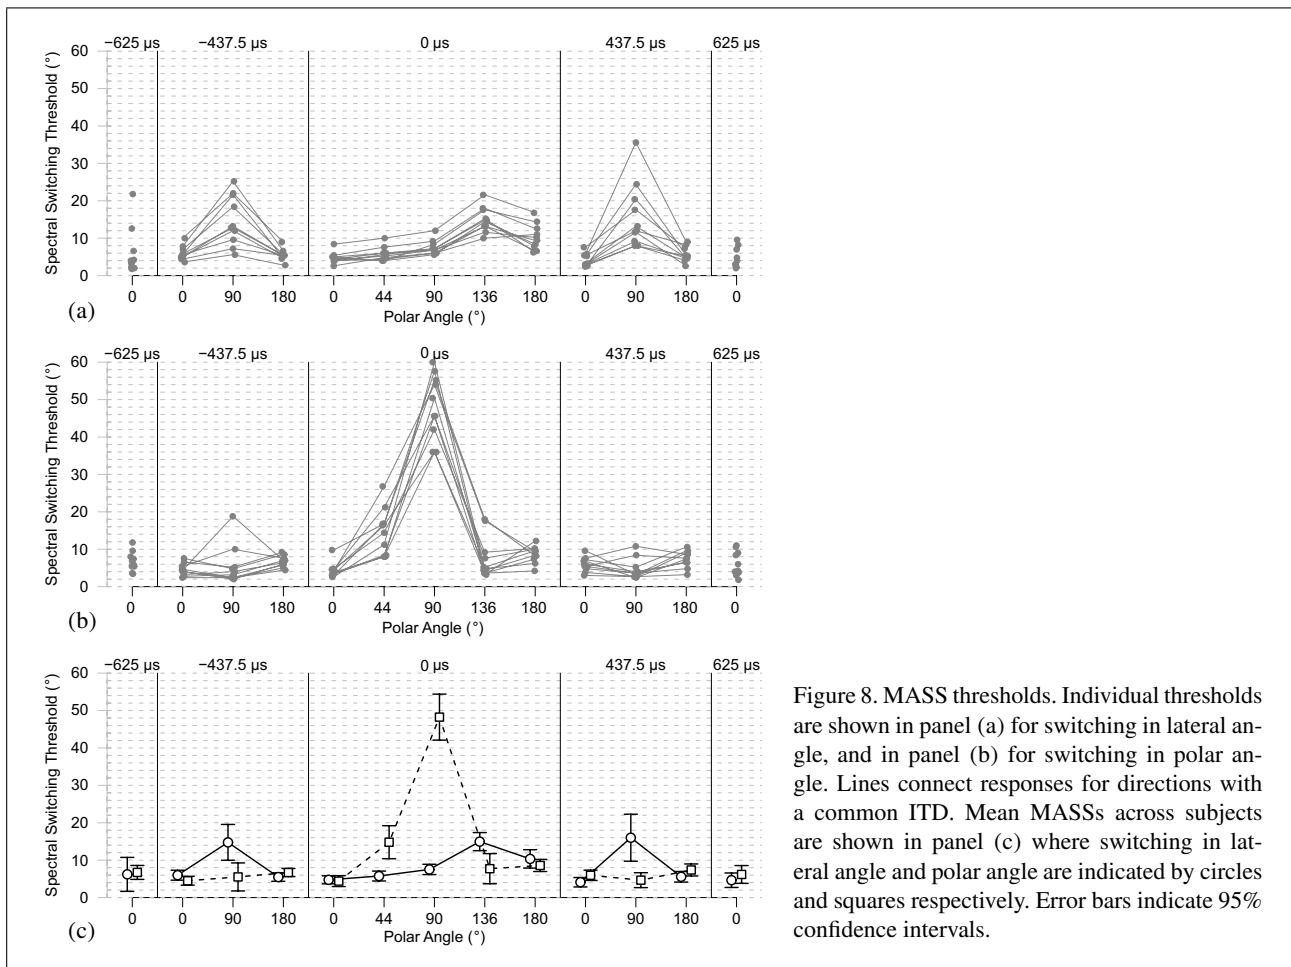 −625 µs −437.5 µs 0 µs 437.5 µs 625 µs
60
50
40
30
20
10
0
Spectral Switching Threshold (°)
0 0 90 180 0 44 90 136 180 0 90 180 0
Polar Angle (°)
(a)
−625 µs −437.5 µs 0 µs 437.5 µs 625 µs
60
50
40
30
20
10
0
Spectral Switching Threshold (°)
0 0 90 180 0 44 90 136 180 0 90 180 0
Polar Angle (°)
(b)
−625 µs −437.5 µs 0 µs 437.5 µs 625 µs
60
50
40
30
20
10
0
Spectral Switching Threshold (°)
0 0 90 180 0 44 90 136 180 0 90 180 0
Polar Angle (°)
(c)
Figure 8. MASS thresholds. Individual thresholds
are shown in panel (a) for switching in lateral an-
gle, and in panel (b) for switching in polar an-
gle. Lines connect responses for directions with
a common ITD. Mean MASSs across subjects
are shown in panel (c) where switching in lat-
eral angle and polar angle are indicated by circles
and squares respectively. Error bars indicate 95%
confidence intervals.